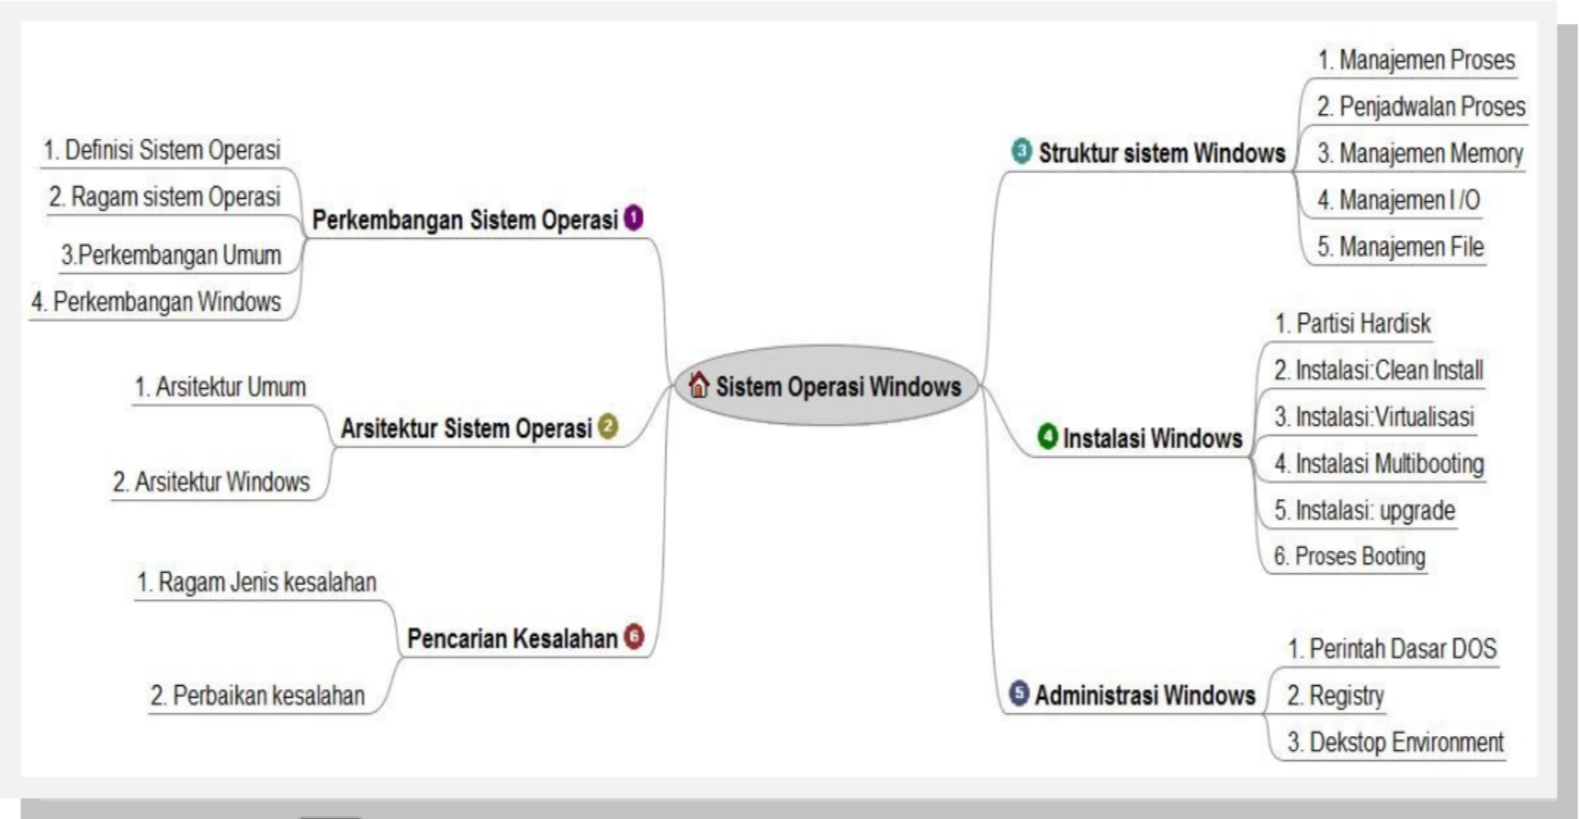 Sistem Operasi Windows
Perkembangan Sistem Operasi 1
1. Definisi Sistem Operasi
2. Ragam sistem Operasi
3.Perkembangan Umum
4. Perkembangan Windows
Arsitektur Sistem Operasi 2
1. Arsitektur Umum
2. Arsitektur Windows
3 Struktur sistem Windows
1. Manajemen Proses
2. Penjadwalan Proses
3. Manajemen Memory
4. Manajemen I /O
5. Manajemen File
4 Instalasi Windows
1. Partisi Hardisk
2. Instalasi:Clean Install
3. Instalasi:Virtualisasi
4. Instalasi Multibooting
5. Instalasi: upgrade
6. Proses Booting
5 Administrasi Windows
1. Perintah Dasar DOS
2. Registry
3. Dekstop Environment
Pencarian Kesalahan 6
1. Ragam Jenis kesalahan
2. Perbaikan kesalahan